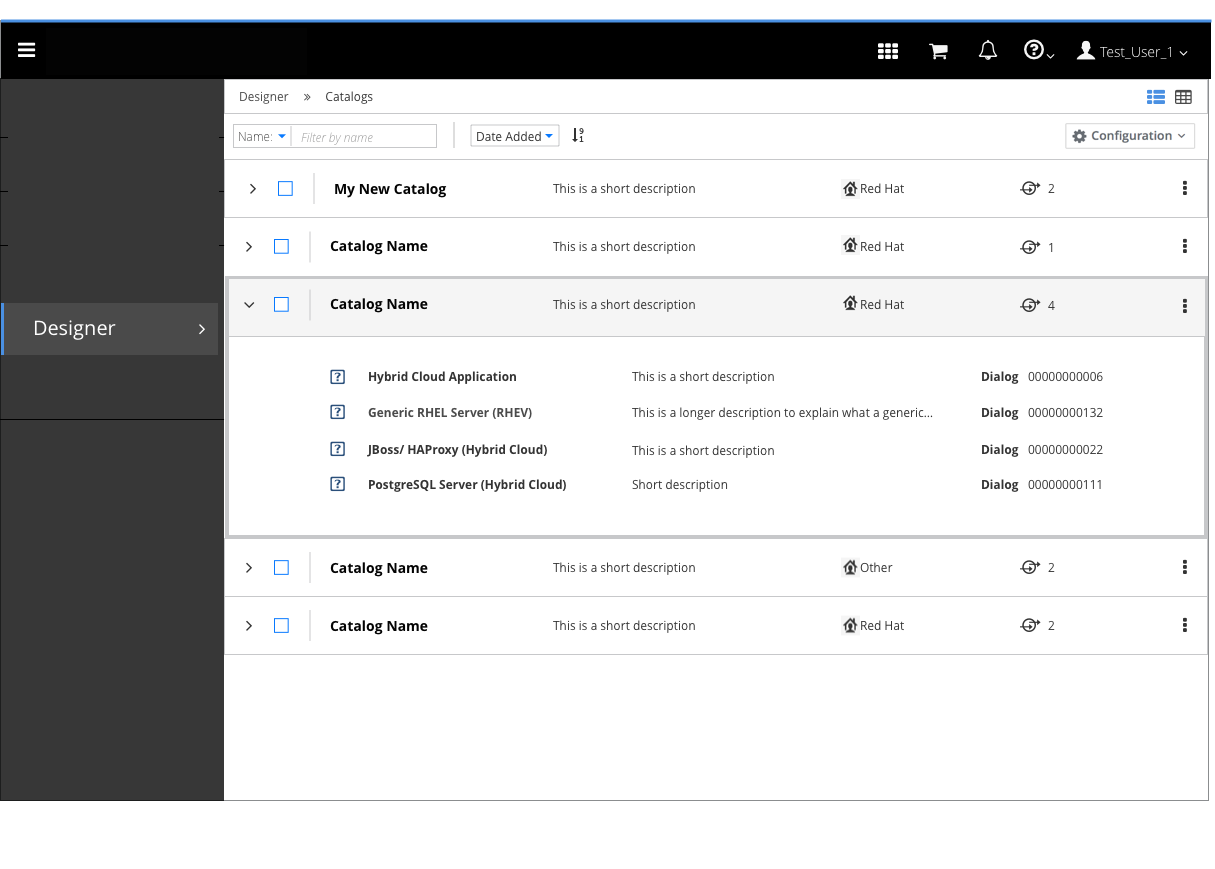 Test_User_1
Designer » Catalogs
Name: Filter by name Date Added Configuration
My New Catalog This is a short description Red Hat 2
Catalog Name This is a short description Red Hat 1
Catalog Name This is a short description Red Hat 4
Designer
Hybrid Cloud Application This is a short description Dialog 00000000006
Generic RHEL Server (RHEV) This is a longer description to explain what a generic... Dialog 00000000132
JBoss/ HAProxy (Hybrid Cloud) This is a short description Dialog 00000000022
PostgreSQL Server (Hybrid Cloud) Short description Dialog 00000000111
Catalog Name This is a short description Other 2
Catalog Name This is a short description Red Hat 2